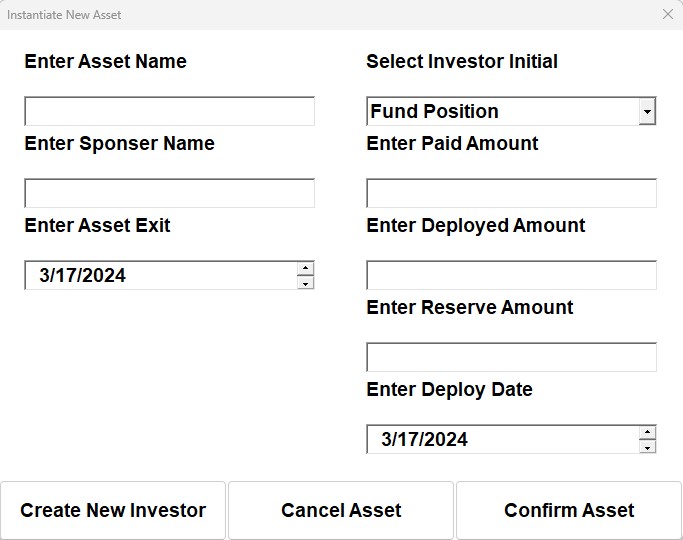 Instantiate New Asset
Enter Asset Name
Enter Sponser Name
Enter Asset Exit
3/17/2024
Select Investor Initial
Fund Position
Enter Paid Amount
Enter Deployed Amount
Enter Reserve Amount
Enter Deploy Date
3/17/2024
Create New Investor
Cancel Asset
Confirm Asset